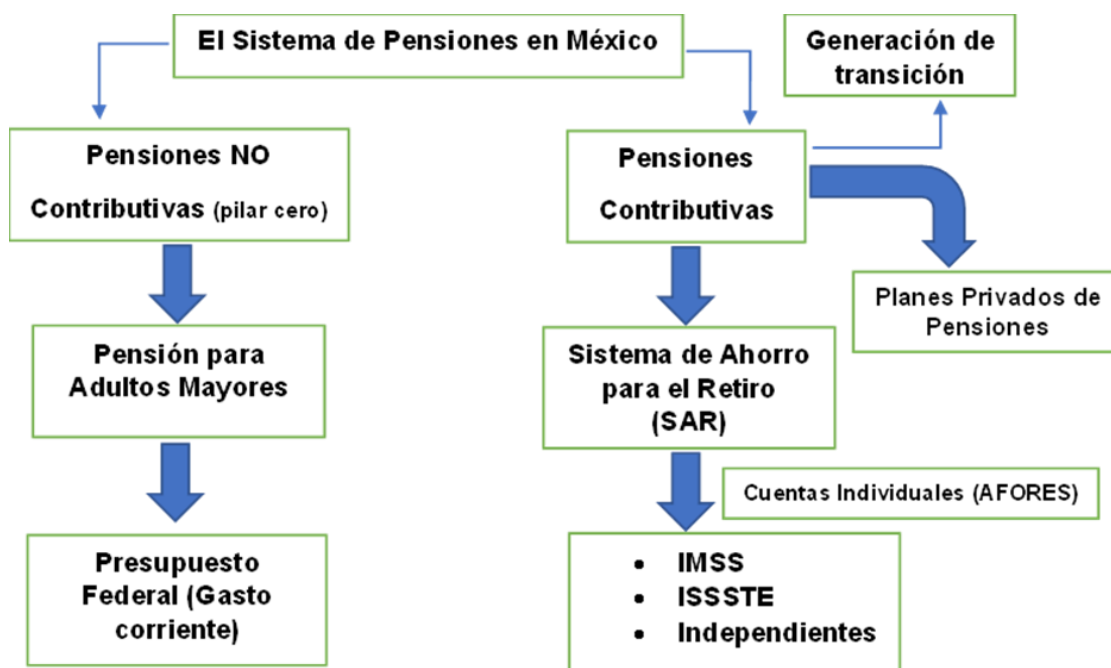 El Sistema de Pensiones en México
Generación de
transición
Pensiones NO
Contributivas (pilar cero)
Pensiones
Contributivas
Planes Privados de
Pensiones
Pensión para
Adultos Mayores
Sistema de Ahorro
para el Retiro
(SAR)
Cuentas Individuales (AFORES)
Presupuesto
Federal (Gasto
corriente)
• IMSS
• ISSSTE
• Independientes